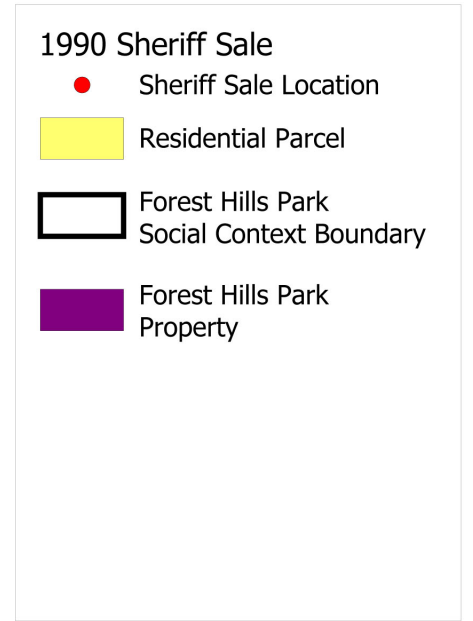 1990 Sheriff Sale
Sheriff Sale Location
Residential Parcel
Forest Hills Park
Social Context Boundary
Forest Hills Park
Property